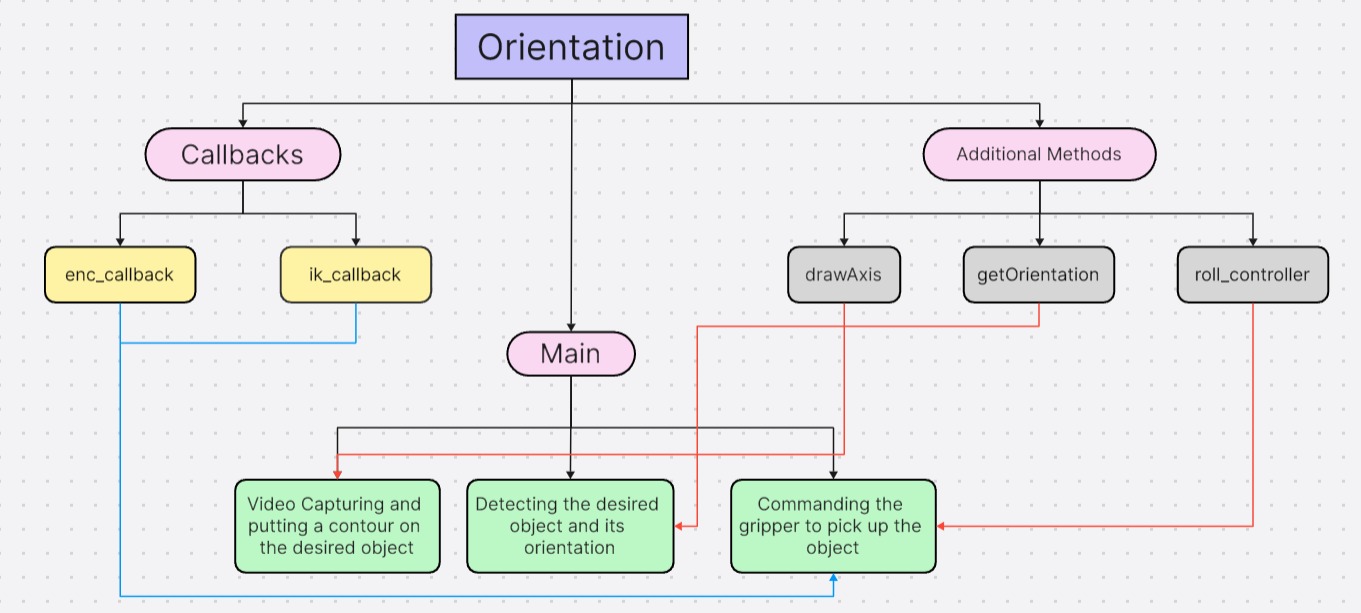 Orientation
Callbacks
Additional Methods
enc_callback
ik_callback
drawAxis
getOrientation
roll_controller
Main
Video Capturing and
putting a contour on
the desired object
Detecting the desired
object and its
orientation
Commanding the
gripper to pick up the
object